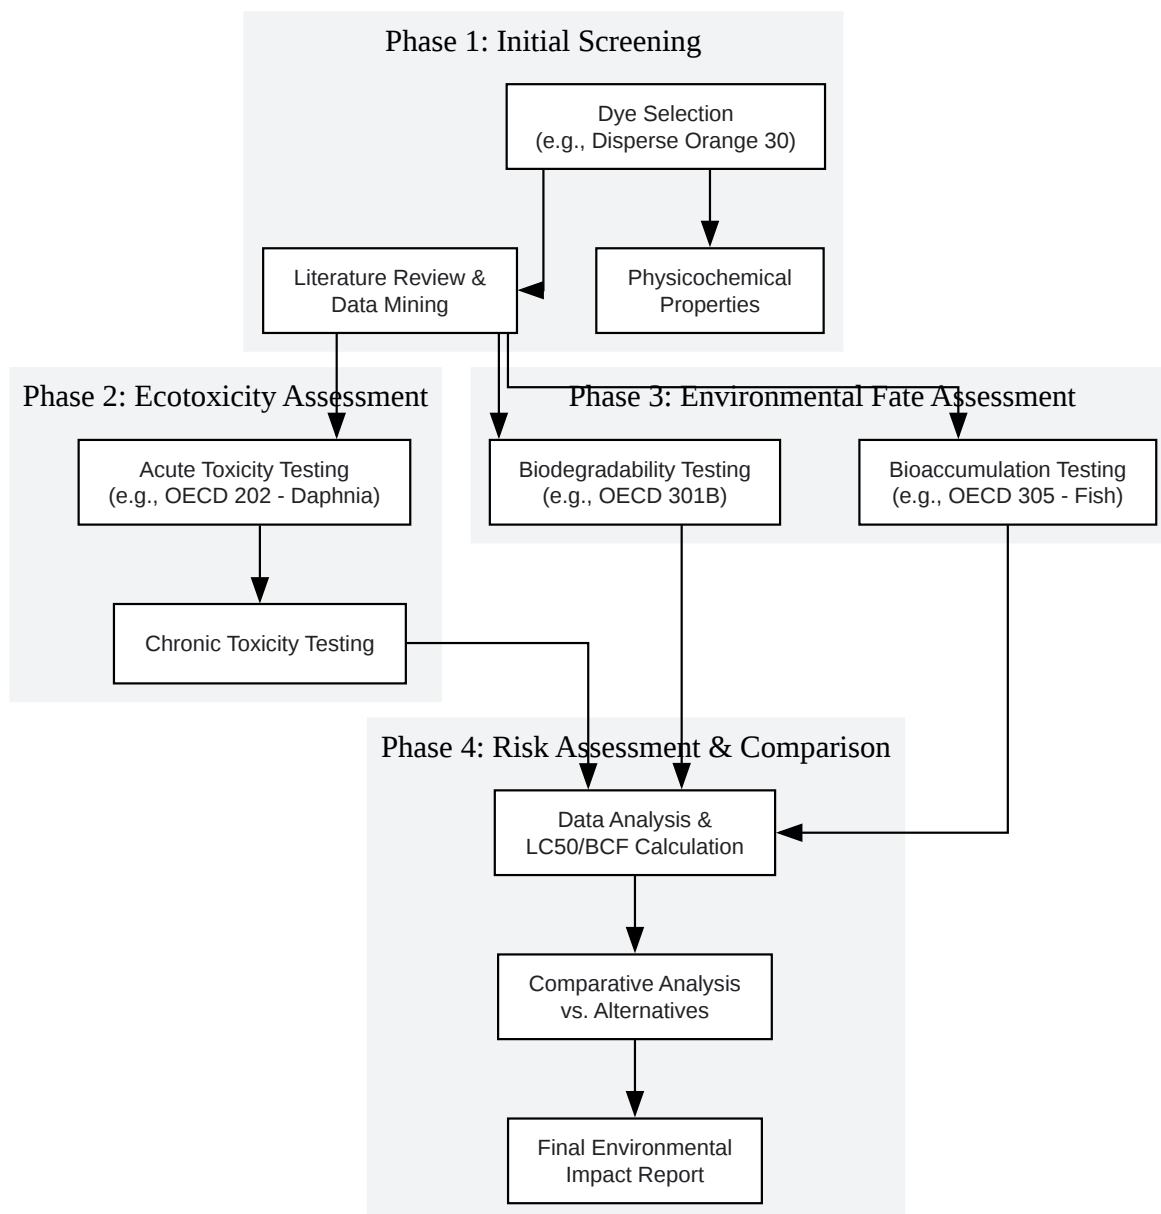 Phase 1: Initial Screening
Dye Selection
(e.g., Disperse Orange 30)
Literature Review &
Data Mining
Physicochemical
Properties
Phase 2: Ecotoxicity Assessment
Acute Toxicity Testing
(e.g., OECD 202 - Daphnia)
Chronic Toxicity Testing
Phase 3: Environmental Fate Assessment
Biodegradability Testing
(e.g., OECD 301B)
Bioaccumulation Testing
(e.g., OECD 305 - Fish)
Phase 4: Risk Assessment & Comparison
Data Analysis &
LC50/BCF Calculation
Comparative Analysis
vs. Alternatives
Final Environmental
Impact Report